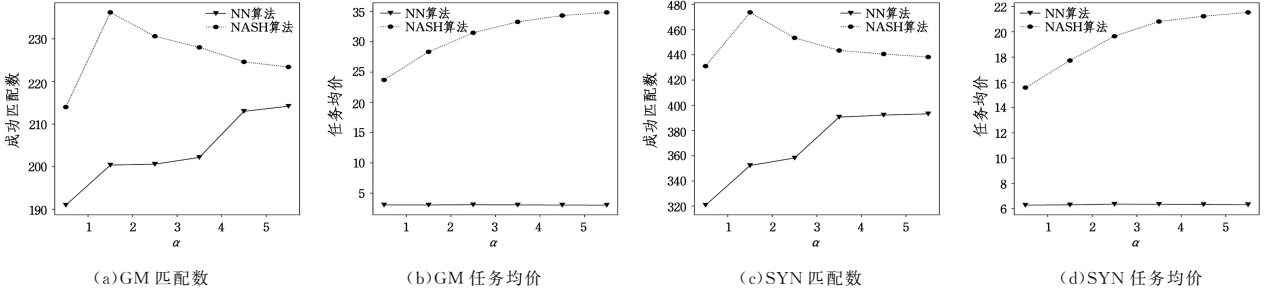 NN算法
NASH算法
成功匹配数
230
220
210
200
190
1 2 3 4 5
α
(a)GM 匹配数
NN算法
NASH算法
任务均价
35
30
25
20
15
10
5
1 2 3 4 5
α
(b)GM 任务均价
NN算法
NASH算法
成功匹配数
480
460
440
420
400
380
360
340
320
1 2 3 4 5
α
(c)SYN 匹配数
NN算法
NASH算法
任务均价
22
20
18
16
14
12
10
8
6
1 2 3 4 5
α
(d)SYN 任务均价